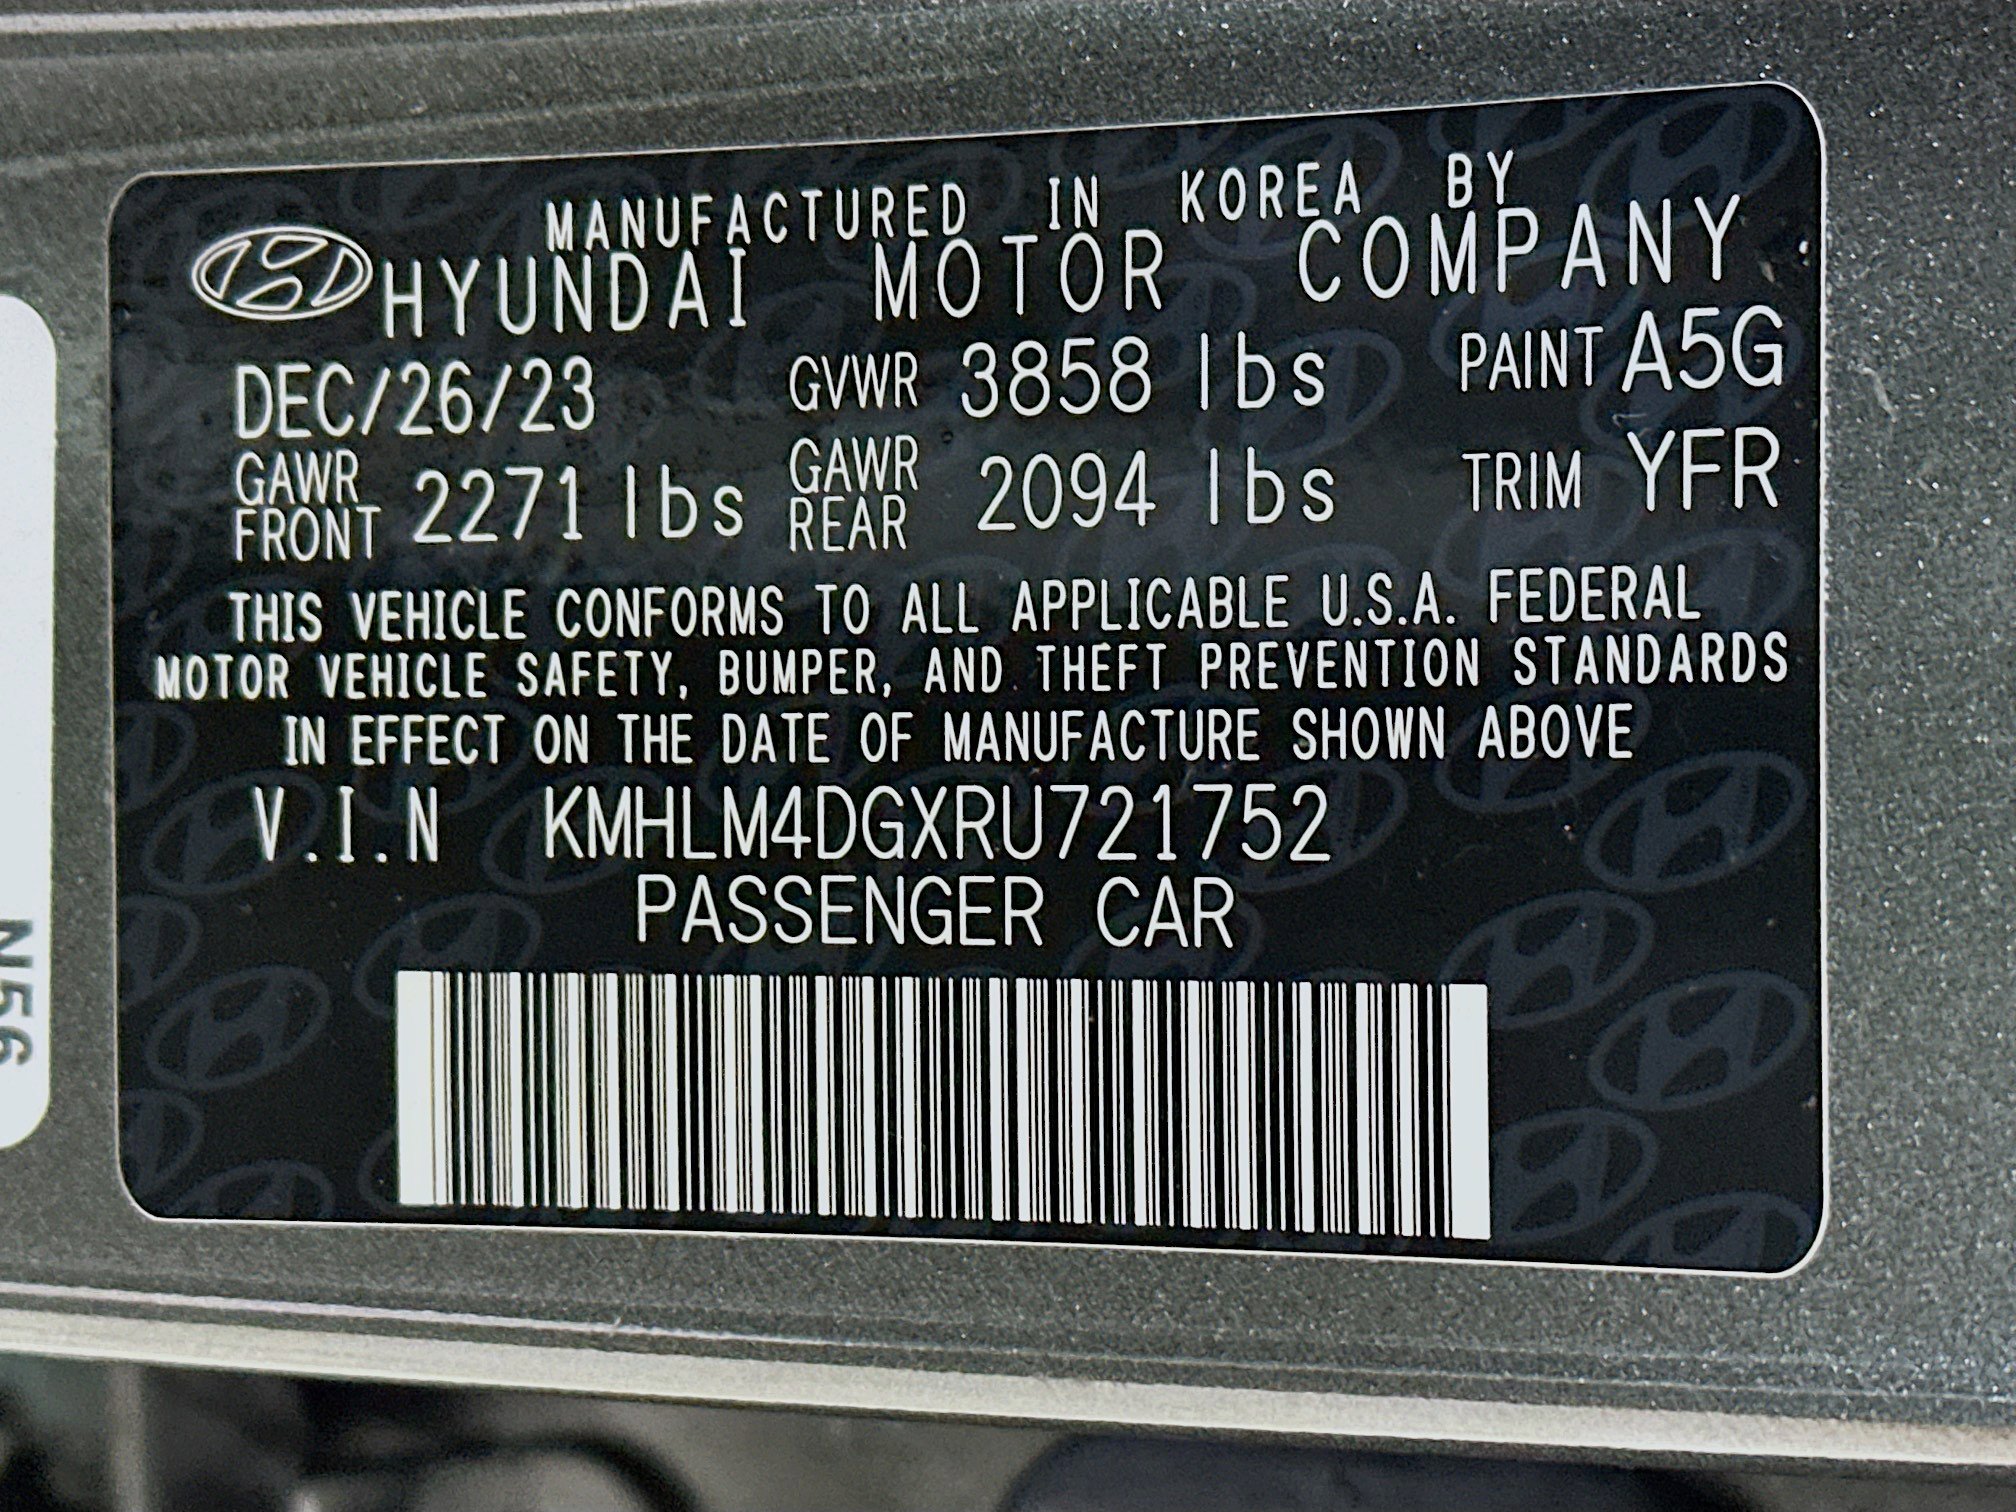 MANUFACTURED IN KOREA BY
HYUNDAI MOTOR COMPANY
DEC/26/23 GVWR 3858 lbs PAINT A5G
GAWR FRONT 2271 lbs GAWR REAR 2094 lbs TRIM YFR
THIS VEHICLE CONFORMS TO ALL APPLICABLE U.S.A. FEDERAL
MOTOR VEHICLE SAFETY, BUMPER, AND THEFT PREVENTION STANDARDS
IN EFFECT ON THE DATE OF MANUFACTURE SHOWN ABOVE
V.I.N KMHLM4DGXRU721752
PASSENGER CAR
N56